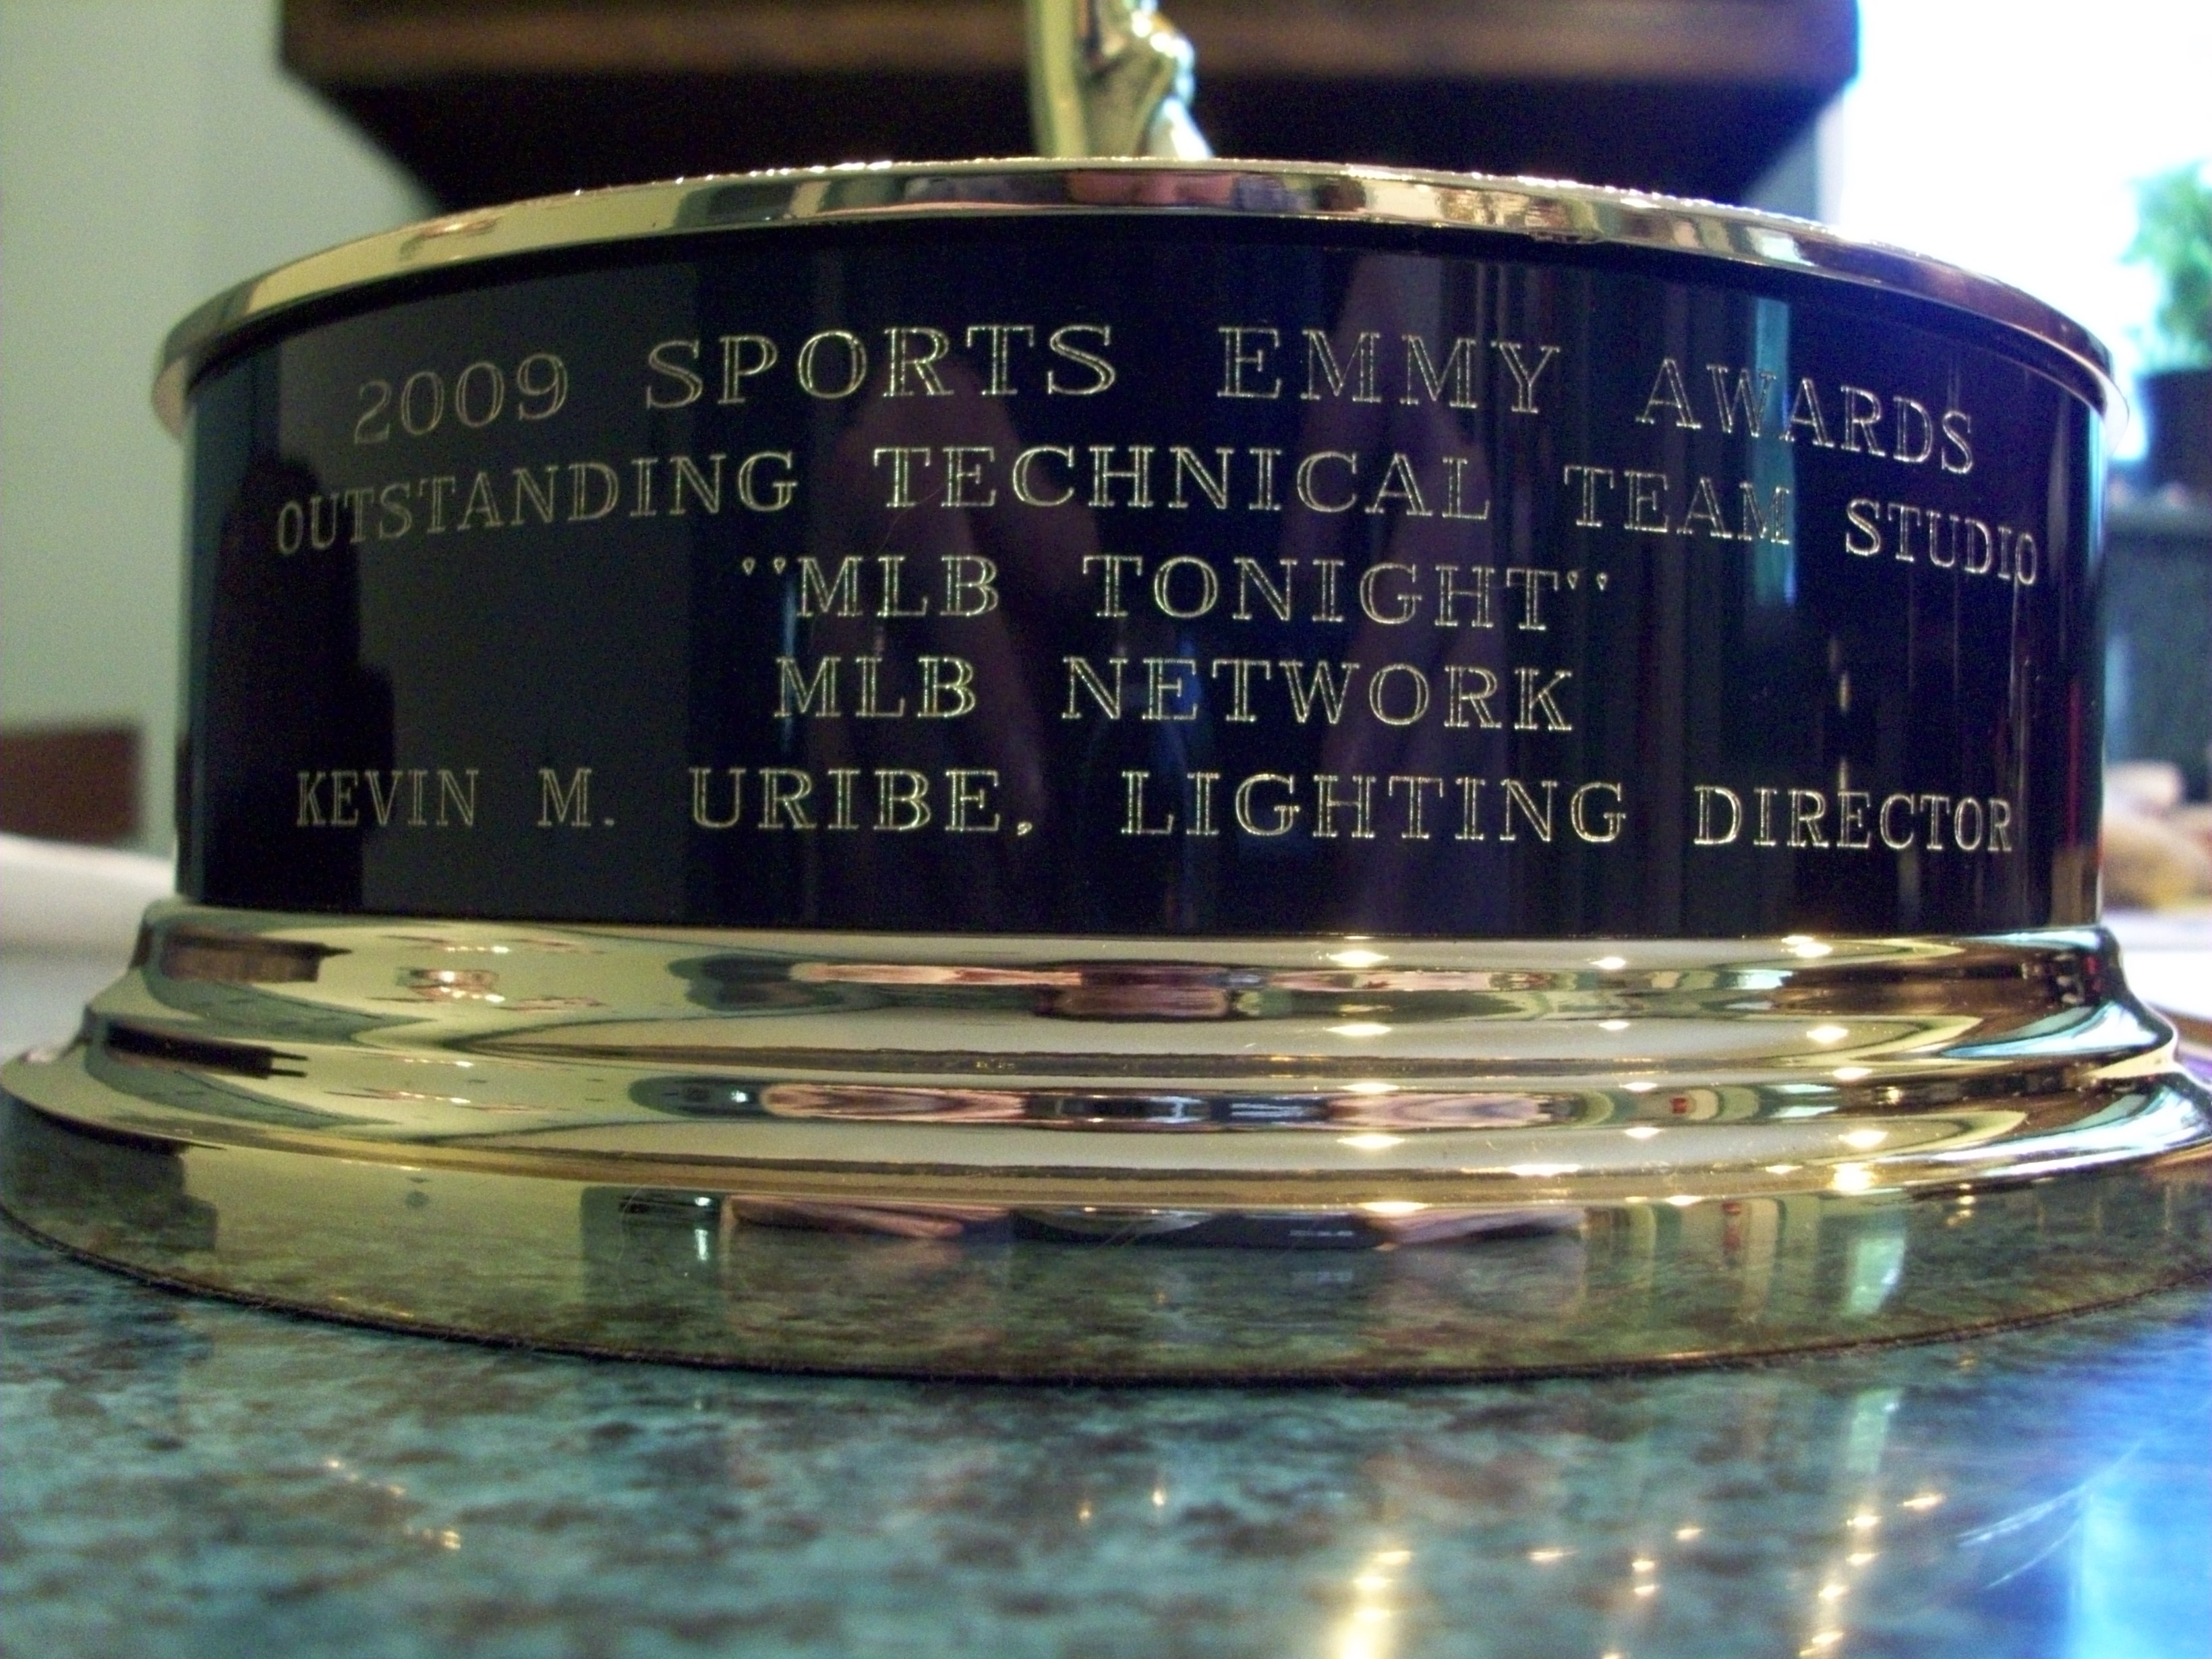 2009 SPORTS EMMY AWARDS
OUTSTANDING TECHNICAL TEAM STUDIO
"MLB TONIGHT"
MLB NETWORK
KEVIN M. URIBE, LIGHTING DIRECTOR